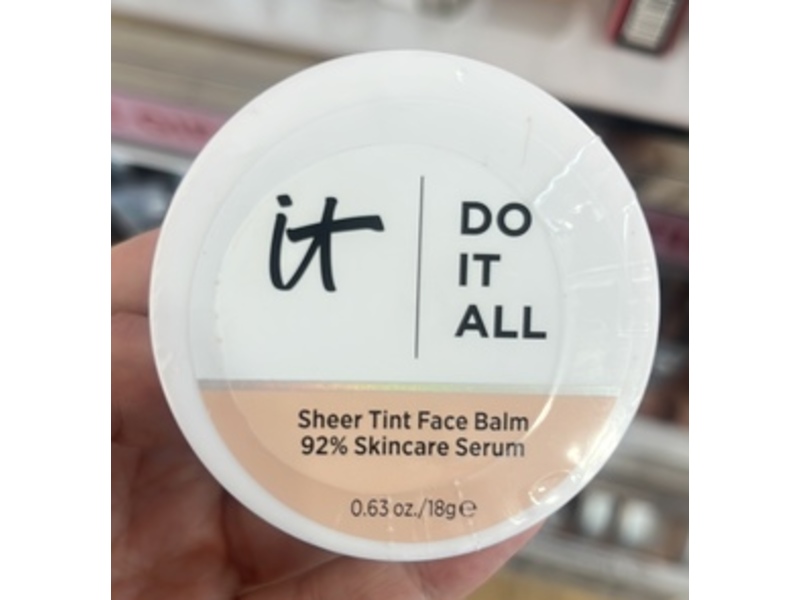 it
DO
IT
ALL
Sheer Tint Face Balm
92% Skincare Serum
0.63 oz./18g℮